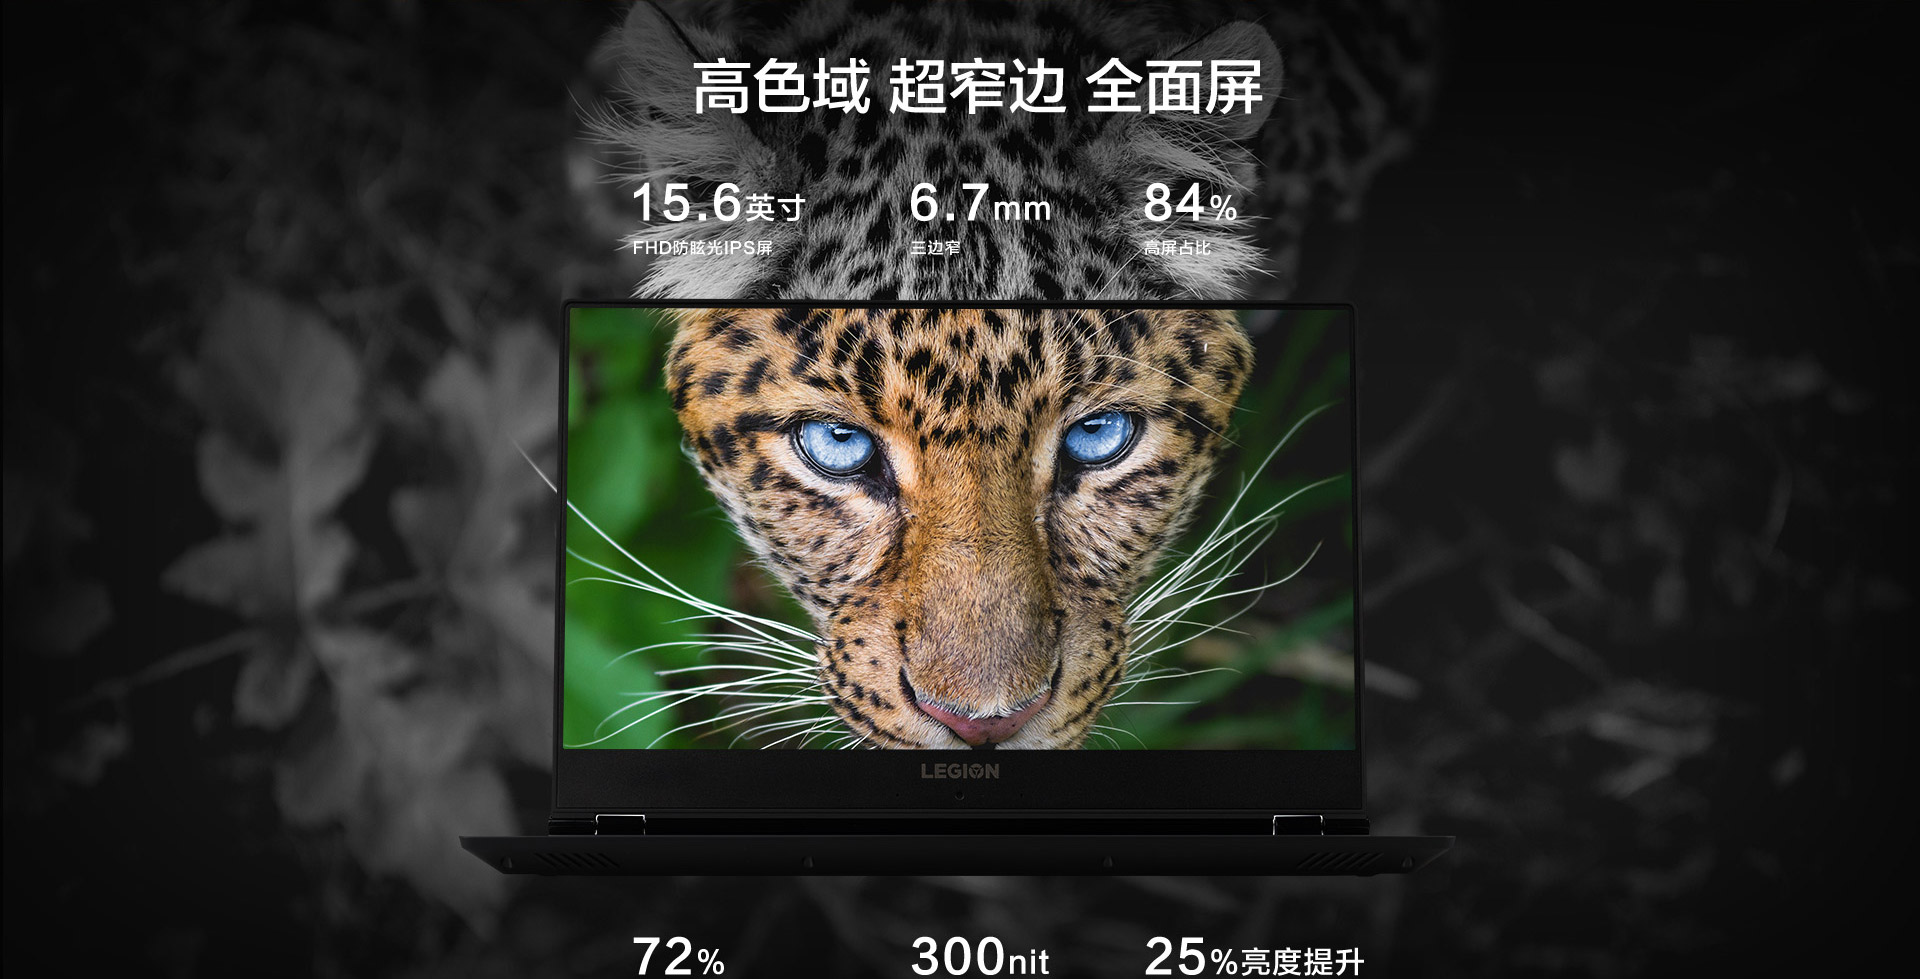 高色域 超窄边 全面屏
15.6英寸 6.7mm 84%
FHD防眩光IPS屏 三边窄 高屏占比
LEGION
72% 300nit 25%亮度提升